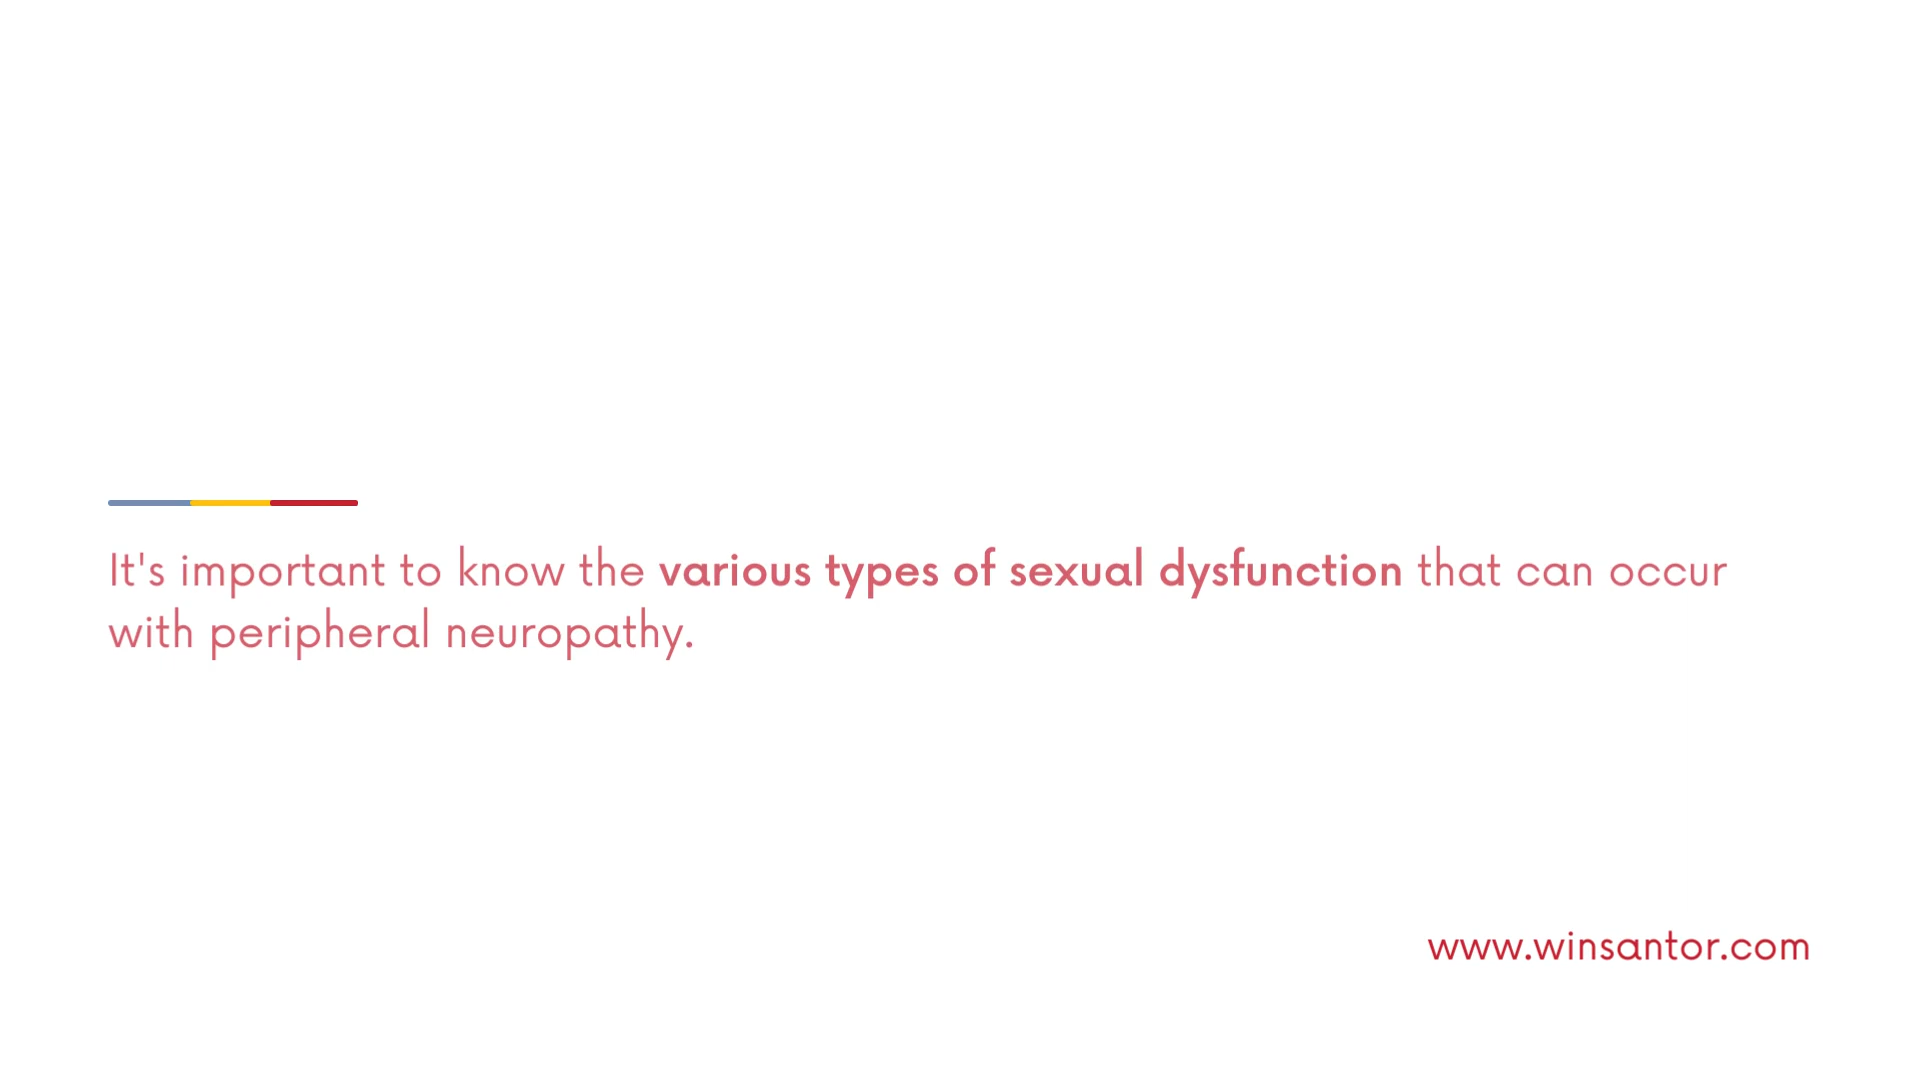 It's important to know the various types of sexual dysfunction that can occur
with peripheral neuropathy.
www.winsantor.com